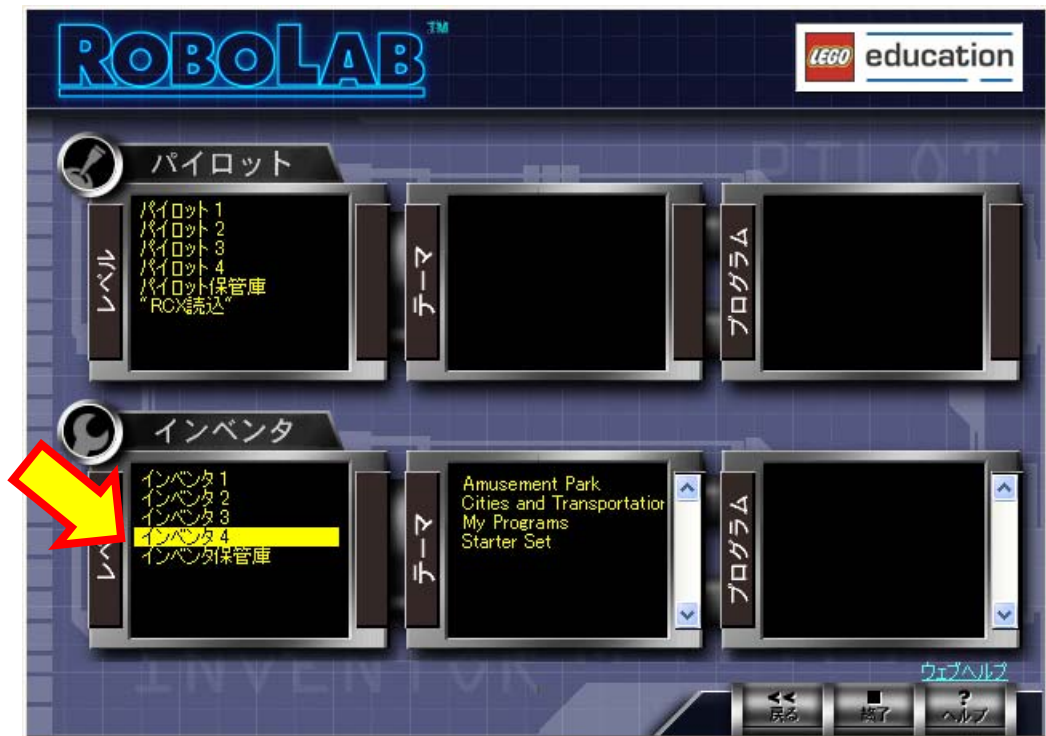 ROBOLAB™
LEGO education
パイロット
レベル
パイロット 1
パイロット 2
パイロット 3
パイロット 4
パイロット保管庫
"RCX読込"
テーマ
プログラム
PILOT
インベンタ
レベル
インベンタ 1
インベンタ 2
インベンタ 3
インベンタ 4
インベンタ保管庫
テーマ
Amusement Park
Cities and Transportation
My Programs
Starter Set
プログラム
INVENTOR
ウェブヘルプ
<< 戻る
終了
? ヘルプ